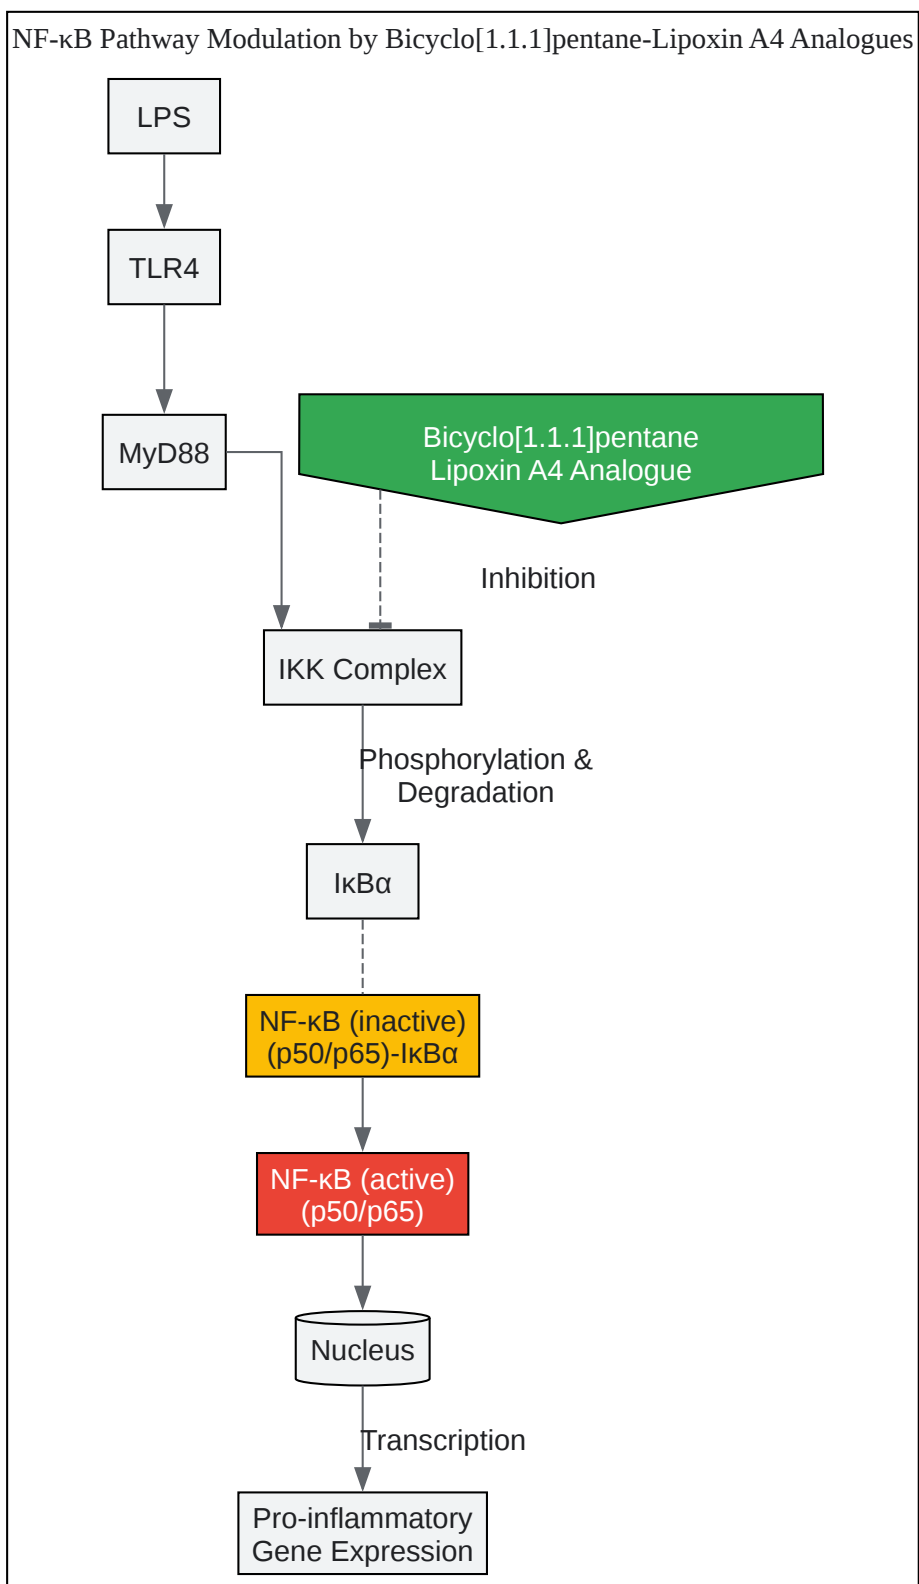 NF-κB Pathway Modulation by Bicyclo[1.1.1]pentane-Lipoxin A4 Analogues
LPS
TLR4
MyD88
Bicyclo[1.1.1]pentane
Lipoxin A4 Analogue
Inhibition
IKK Complex
Phosphorylation &
Degradation
IκBα
NF-κB (inactive)
(p50/p65)-IκBα
NF-κB (active)
(p50/p65)
Nucleus
Transcription
Pro-inflammatory
Gene Expression